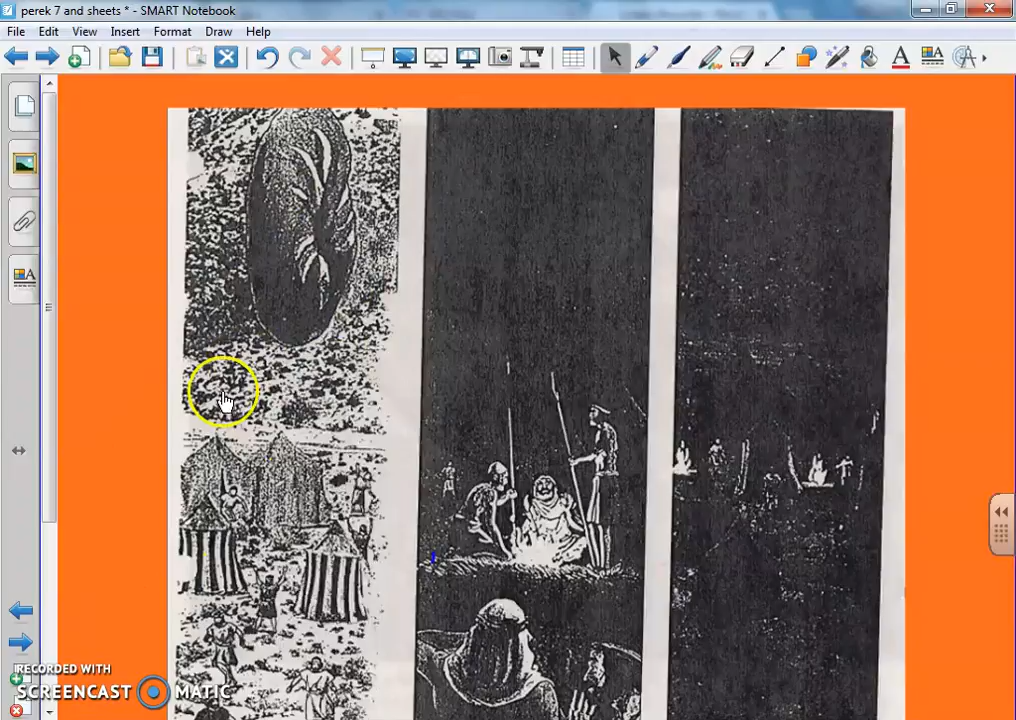 perek 7 and sheets * - SMART Notebook
File Edit View Insert Format Draw Help
RECORDED WITH
SCREENCAST MATIC